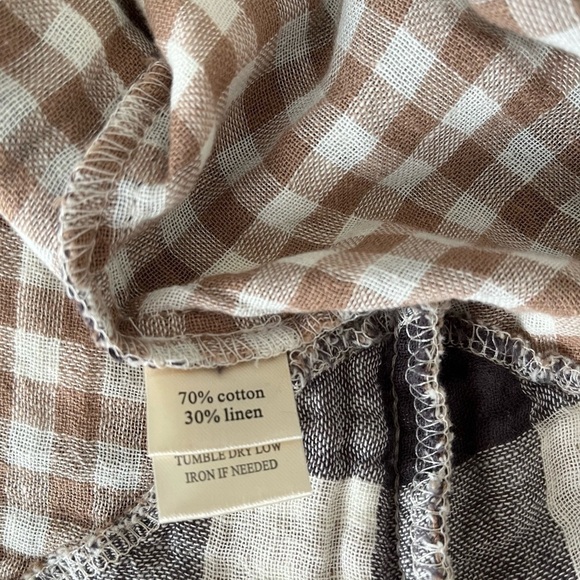 70% cotton
30% linen
TUMBLE DRY LOW
IRON IF NEEDED